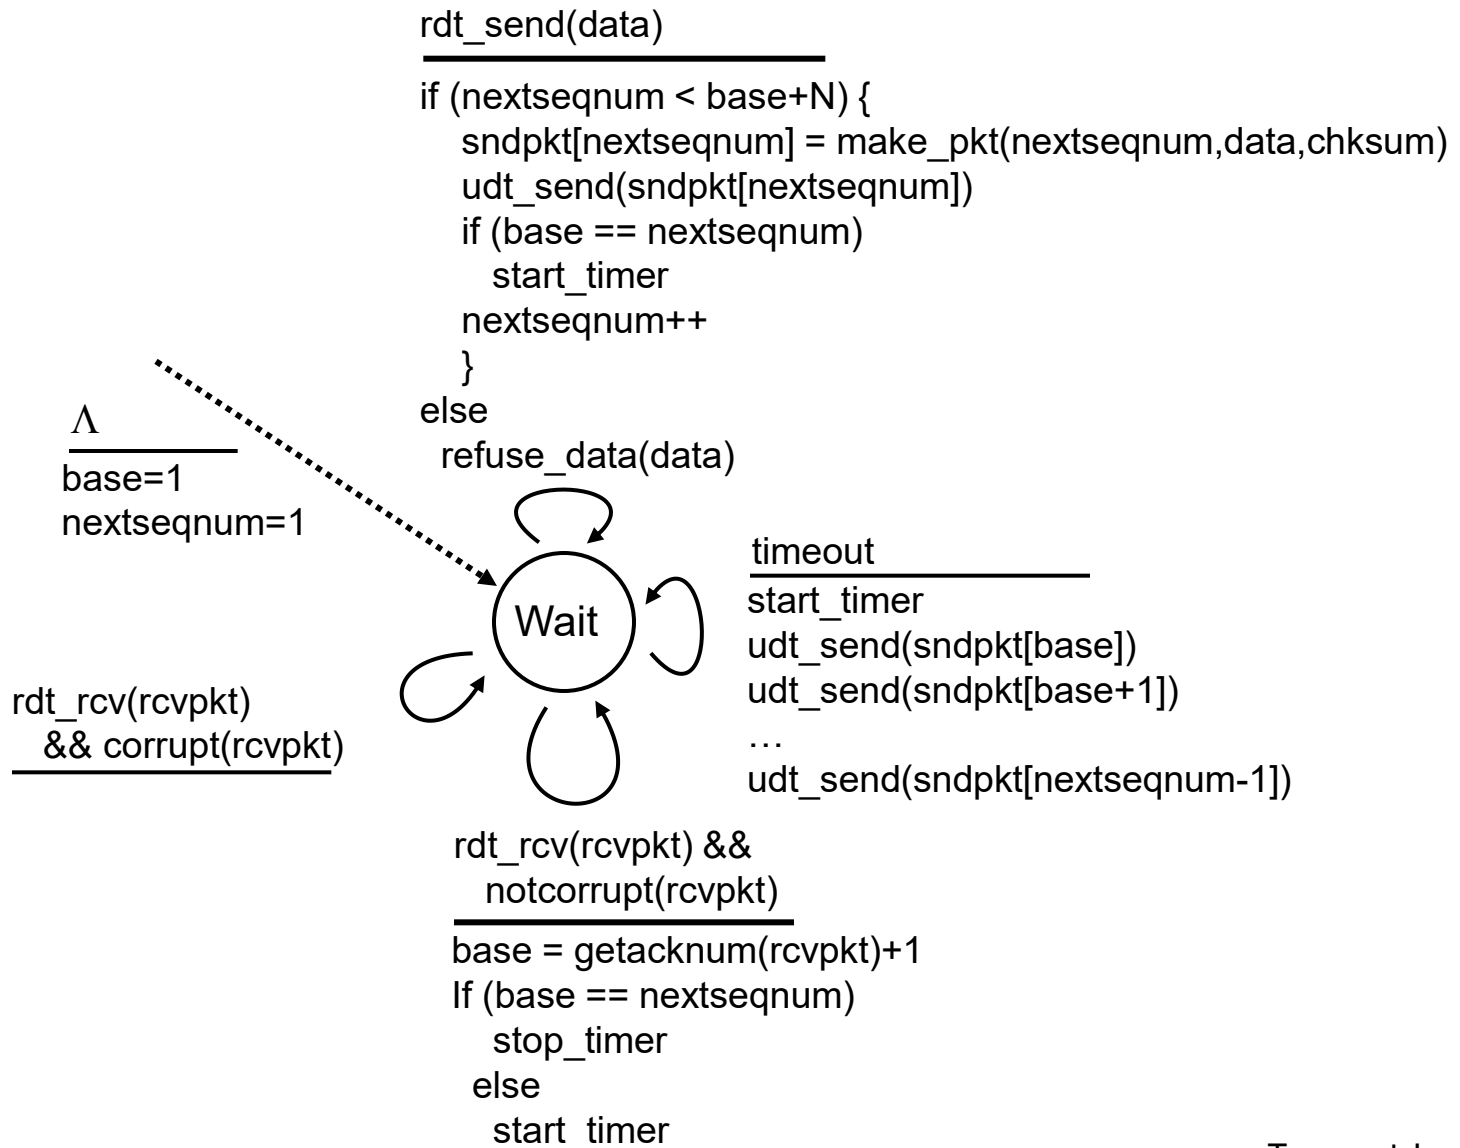 rdt_send(data)
if (nextseqnum < base+N) {
sndpkt[nextseqnum] = make_pkt(nextseqnum,data,chksum)
udt_send(sndpkt[nextseqnum])
if (base == nextseqnum)
start_timer
nextseqnum++
}
else
refuse_data(data)
Λ
base=1
nextseqnum=1
Wait
timeout
start_timer
udt_send(sndpkt[base])
udt_send(sndpkt[base+1])
…
udt_send(sndpkt[nextseqnum-1])
rdt_rcv(rcvpkt)
&& corrupt(rcvpkt)
rdt_rcv(rcvpkt) &&
notcorrupt(rcvpkt)
base = getacknum(rcvpkt)+1
If (base == nextseqnum)
stop_timer
else
start_timer